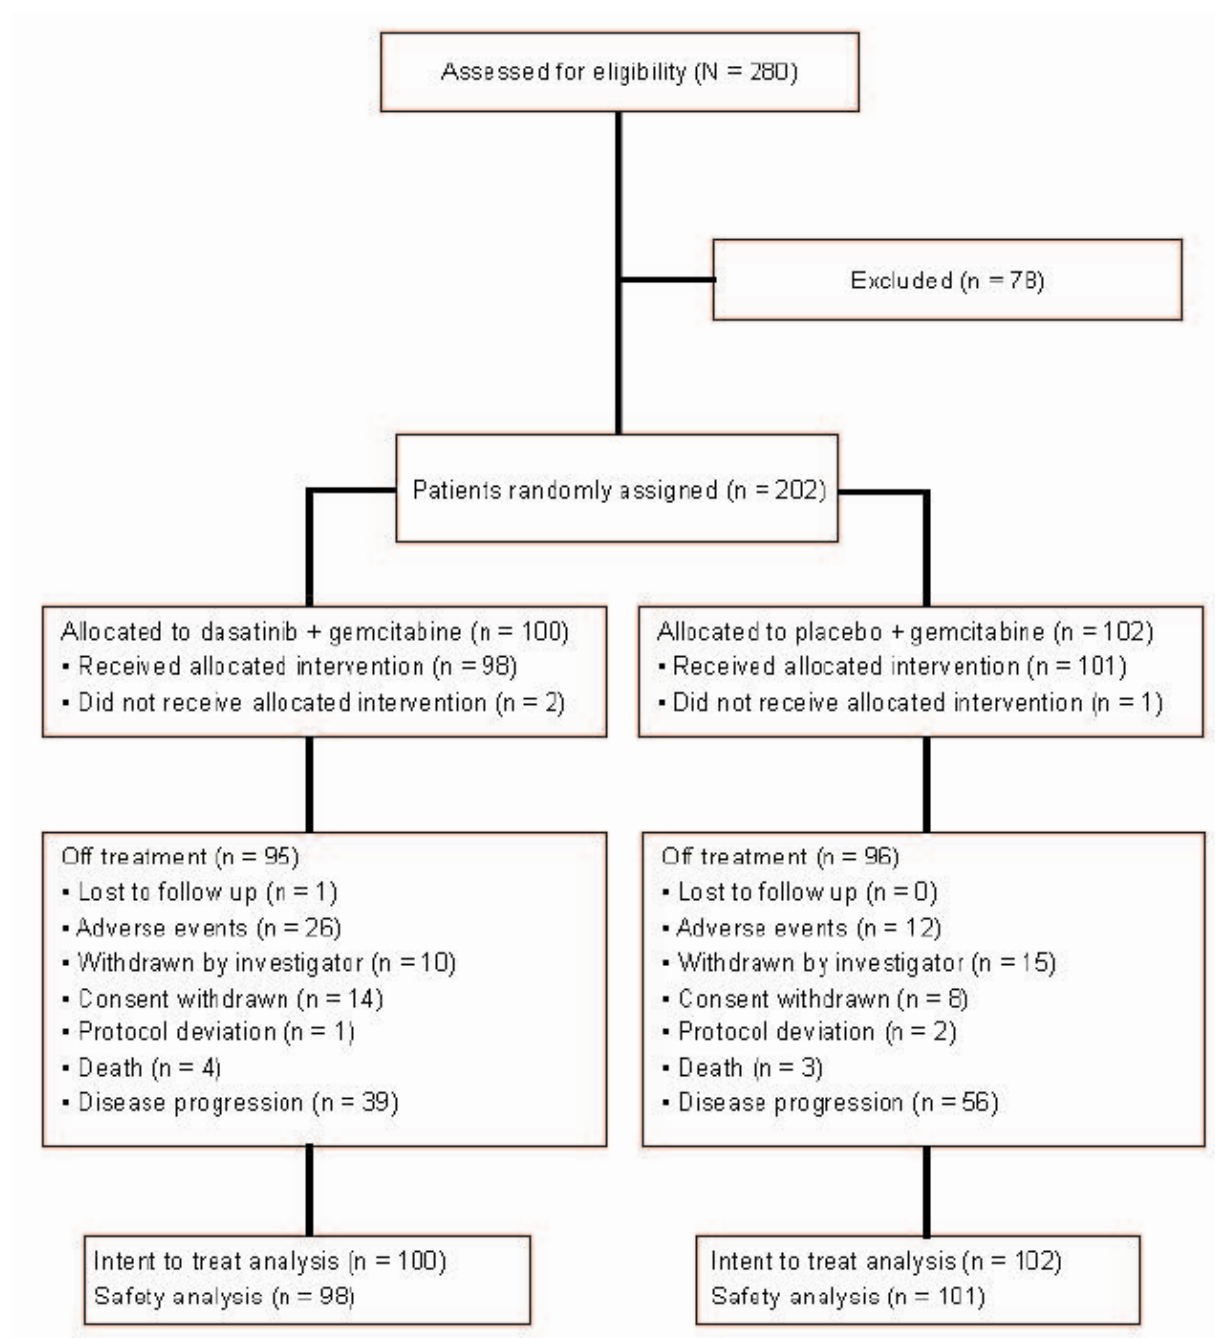 Assessed for eligibility (N = 280)
Excluded (n = 78)
Patients randomly assigned (n = 202)
Allocated to dasatinib + gemcitabine (n = 100)
▪ Received allocated intervention (n = 98)
▪ Did not receive allocated intervention (n = 2)
Allocated to placebo + gemcitabine (n = 102)
▪ Received allocated intervention (n = 101)
▪ Did not receive allocated intervention (n = 1)
Off treatment (n = 95)
▪ Lost to follow up (n = 1)
▪ Adverse events (n = 26)
▪ Withdrawn by investigator (n = 10)
▪ Consent withdrawn (n = 14)
▪ Protocol deviation (n = 1)
▪ Death (n = 4)
▪ Disease progression (n = 39)
Off treatment (n = 96)
▪ Lost to follow up (n = 0)
▪ Adverse events (n = 12)
▪ Withdrawn by investigator (n = 15)
▪ Consent withdrawn (n = 8)
▪ Protocol deviation (n = 2)
▪ Death (n = 3)
▪ Disease progression (n = 56)
Intent to treat analysis (n = 100)
Safety analysis (n = 98)
Intent to treat analysis (n = 102)
Safety analysis (n = 101)